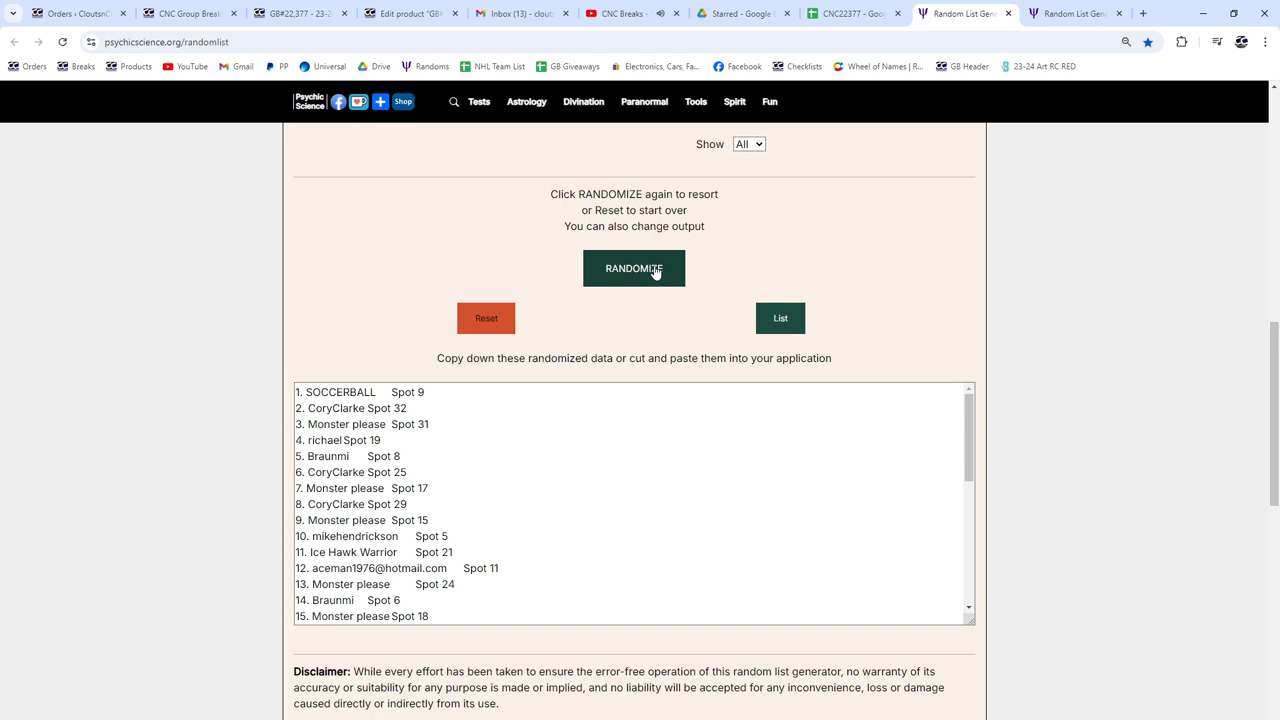 Orders ‹ CloutsnC
CNC Group Break
GB#22,377 - 23-2
Edit product "GB#
Inbox (13) - clouts
CNC Breaks -
Starred - Google D
CNC22377 - Goo
Random List Gene
Random List Gene
psychicscience.org/randomlist
Orders
Breaks
Products
YouTube
Gmail
PP
Universal
Drive
Randoms
NHL Team List
GB Giveaways
Electronics, Cars, Fa...
Facebook
Checklists
Wheel of Names | R...
GB Header
23-24 Art RC RED
Psychic
Science
Shop
Tests
Astrology
Divination
Paranormal
Tools
Spirit
Fun
Show All
Click RANDOMIZE again to resort
or Reset to start over
You can also change output
RANDOMIZE
Reset
List
Copy down these randomized data or cut and paste them into your application
1. SOCCERBALL Spot 9
2. CoryClarke Spot 32
3. Monster please Spot 31
4. richael Spot 19
5. Braunmi Spot 8
6. CoryClarke Spot 25
7. Monster please Spot 17
8. CoryClarke Spot 29
9. Monster please Spot 15
10. mikehendrickson Spot 5
11. Ice Hawk Warrior Spot 21
12. aceman1976@hotmail.com Spot 11
13. Monster please Spot 24
14. Braunmi Spot 6
15. Monster please Spot 18
Disclaimer: While every effort has been taken to ensure the error-free operation of this random list generator, no warranty of its
accuracy or suitability for any purpose is made or implied, and no liability will be accepted for any inconvenience, loss or damage
caused directly or indirectly from its use.